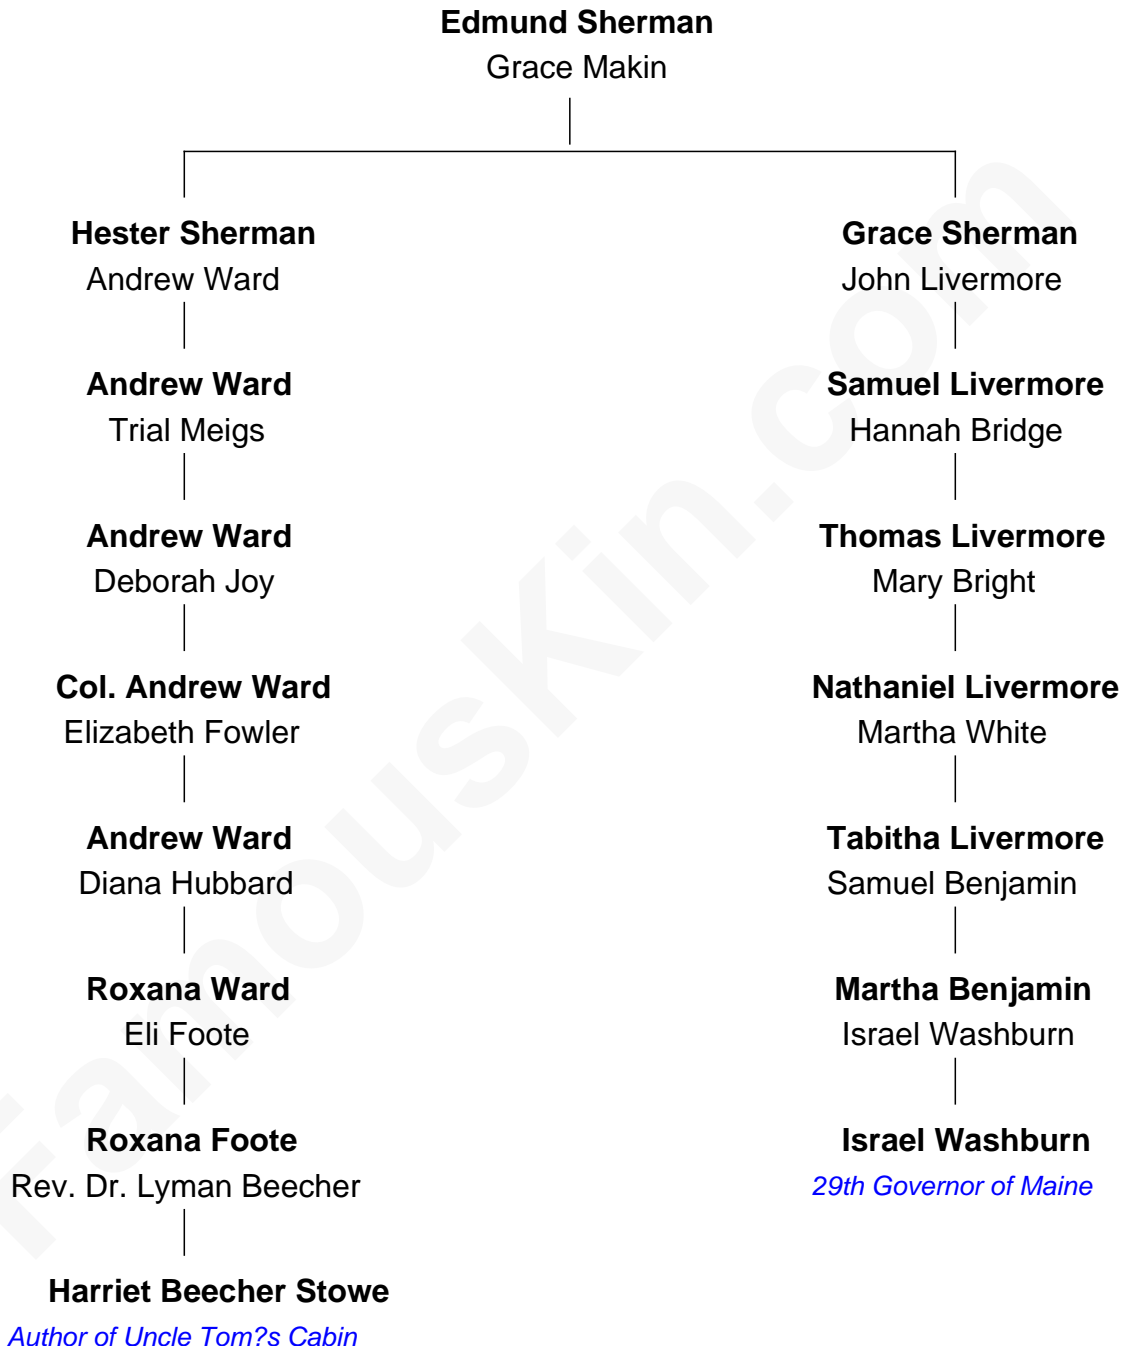 Edmund Sherman
Grace Makin
Hester Sherman
Andrew Ward
Grace Sherman
John Livermore
Andrew Ward
Trial Meigs
Samuel Livermore
Hannah Bridge
Andrew Ward
Deborah Joy
Thomas Livermore
Mary Bright
Col. Andrew Ward
Elizabeth Fowler
Nathaniel Livermore
Martha White
Andrew Ward
Diana Hubbard
Tabitha Livermore
Samuel Benjamin
Roxana Ward
Eli Foote
Martha Benjamin
Israel Washburn
Roxana Foote
Rev. Dr. Lyman Beecher
Israel Washburn
29th Governor of Maine
Harriet Beecher Stowe
Author of Uncle Tom?s Cabin
FamousKin.com